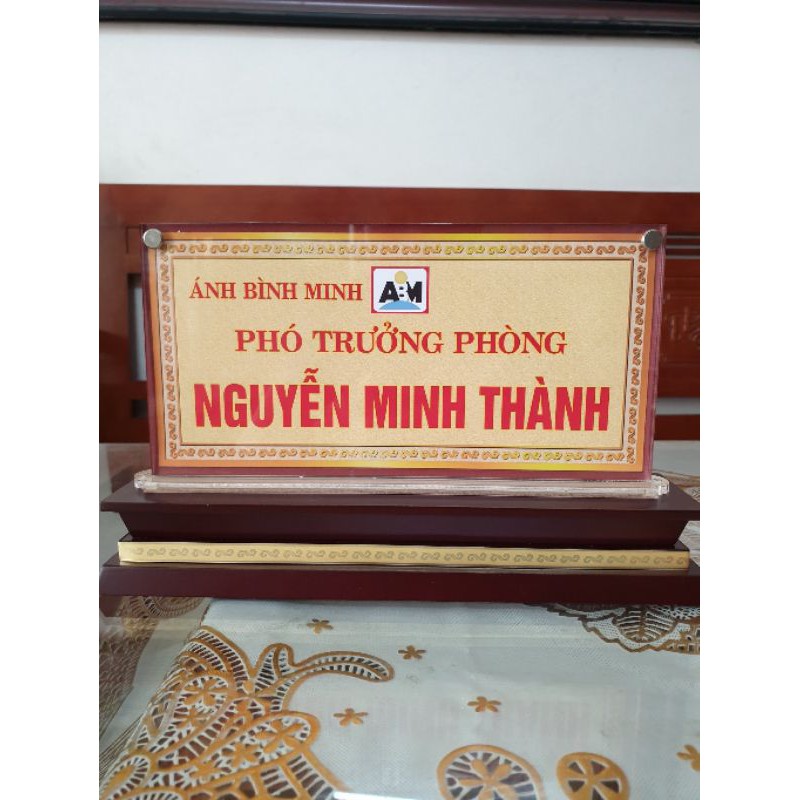 ÁNH BÌNH MINH ABM
PHÓ TRƯỞNG PHÒNG
NGUYỄN MINH THÀNH